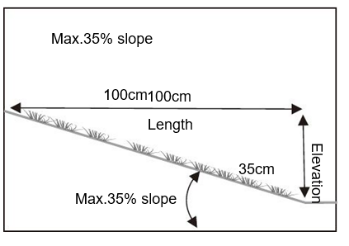 Max.35% slope
100cm100cm
Length
Elevation
35cm
Max.35% slope